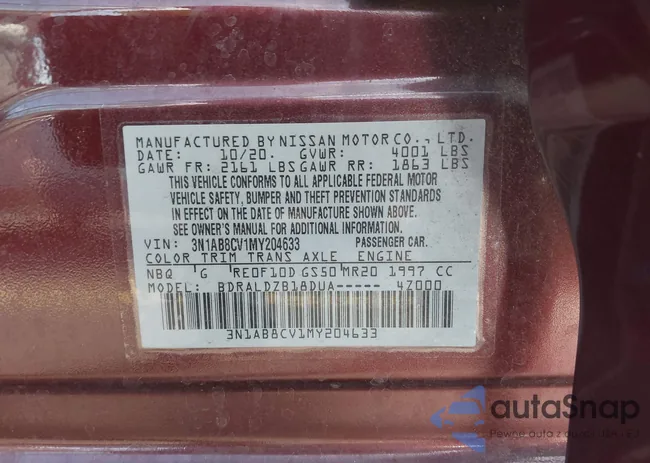 MANUFACTURED BY NISSAN MOTOR CO., LTD.
DATE: 10/20. GVWR: 4001 LBS
GAWR FR: 2161 LBS GAWR RR: 1863 LBS
THIS VEHICLE CONFORMS TO ALL APPLICABLE FEDERAL MOTOR
VEHICLE SAFETY, BUMPER AND THEFT PREVENTION STANDARDS
IN EFFECT ON THE DATE OF MANUFACTURE SHOWN ABOVE.
SEE OWNER'S MANUAL FOR ADDITIONAL INFORMATION.
VIN: 3N1AB8CV1MY204633 PASSENGER CAR.
COLOR TRIM TRANS AXLE ENGINE
NBQ G RE0F10D GS50 MR20 1997 CC
MODEL: BDRALDZB18DUA----- 47000
3N1AB8CV1MY204633
autaSnap
Pewne auta z